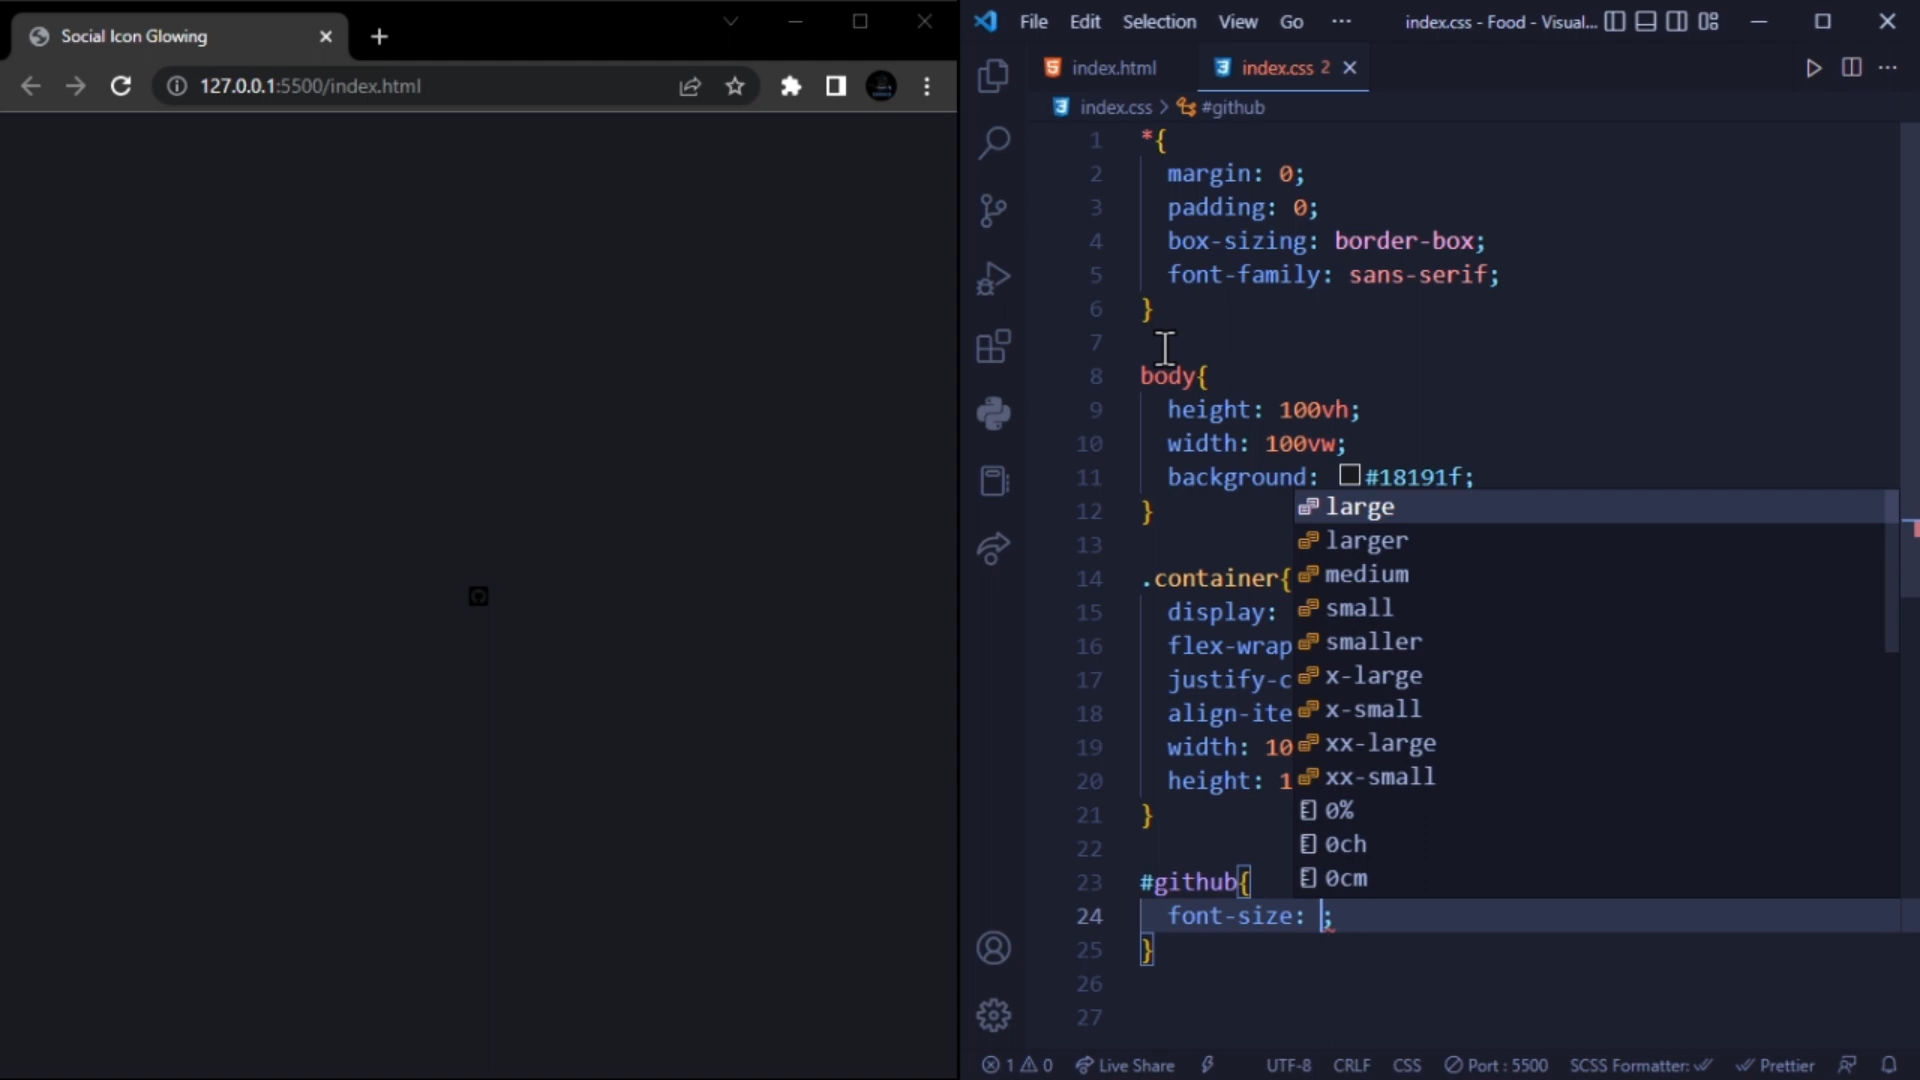 Social Icon Glowing
127.0.0.1:5500/index.html
File Edit Selection View Go ··· index.css - Food - Visual...
index.html index.css 2
index.css > #github
1 *{
2 margin: 0;
3 padding: 0;
4 box-sizing: border-box;
5 font-family: sans-serif;
6 }
7
8 body{
9 height: 100vh;
10 width: 100vw;
11 background: #18191f;
12 }
13
14 .container{
15 display:
16 flex-wrap
17 justify-c
18 align-ite
19 width: 10
20 height: 1
21 }
22
23 #github{
24 font-size: ;
25 }
26
27
large
larger
medium
small
smaller
x-large
x-small
xx-large
xx-small
0%
0ch
0cm
1 0 Live Share UTF-8 CRLF CSS Port : 5500 SCSS Formatter: Prettier